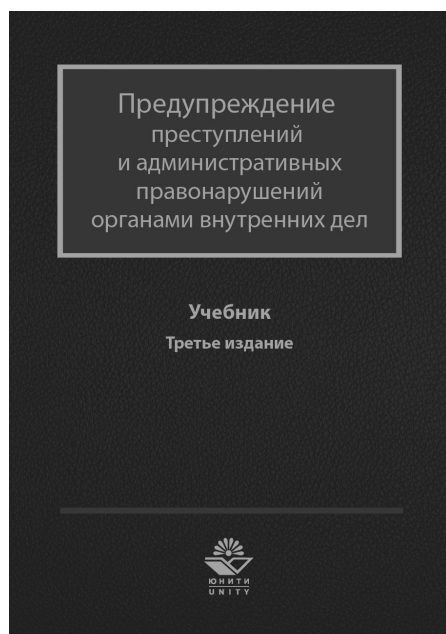 Предупреждение
преступлений
и административных
правонарушений
органами внутренних дел
Учебник
Третье издание
ЮНИТИ
UNITY